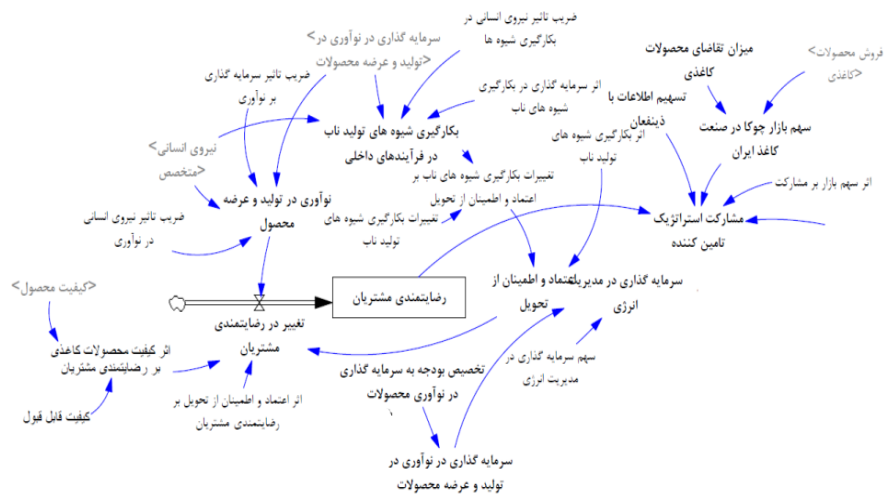 ضریب تاثیر نیروی انسانی در
بکارگیری شیوه ها
سرمایه گذاری در نوآوری در
<تولید و عرضه محصولات
میزان تقاضای محصولات
کاغذی
فروش محصولات>
<کاغذی
ضریب تاثیر سرمایه گذاری
بر نوآوری
اثر سرمایه گذاری در بکارگیری
شیوه های ناب
تسهیم اطلاعات با
ذینفعان
سهم بازار چوکا در صنعت
کاغذ ایران
بکارگیری شیوه های تولید ناب
در فرآیندهای داخلی
اثر بکارگیری شیوه های
تولید ناب
نیروی انسانی>
<متخصص
تغییرات بکارگیری شیوه های ناب بر
اعتماد و اطمینان از تحویل
اثر سهم بازار بر مشارکت
نوآوری در تولید و عرضه
محصول
ضریب تاثیر نیروی انسانی
در نوآوری
تغییرات بکارگیری شیوه های
تولید ناب
مشارکت استراتژیک
تامین کننده
<کیفیت محصول>
رضایتمندی مشتریان
اعتماد و اطمینان از
تحویل
سرمایه گذاری در مدیریت
انرژی
تغییر در رضایتمندی
مشتریان
اثر کیفیت محصولات کاغذی
بر رضایتمندی مشتریان
تخصیص بودجه به سرمایه گذاری
در نوآوری محصولات
سهم سرمایه گذاری در
مدیریت انرژی
کیفیت قابل قبول
اثر اعتماد و اطمینان از تحویل بر
رضایتمندی مشتریان
سرمایه گذاری در نوآوری در
تولید و عرضه محصولات